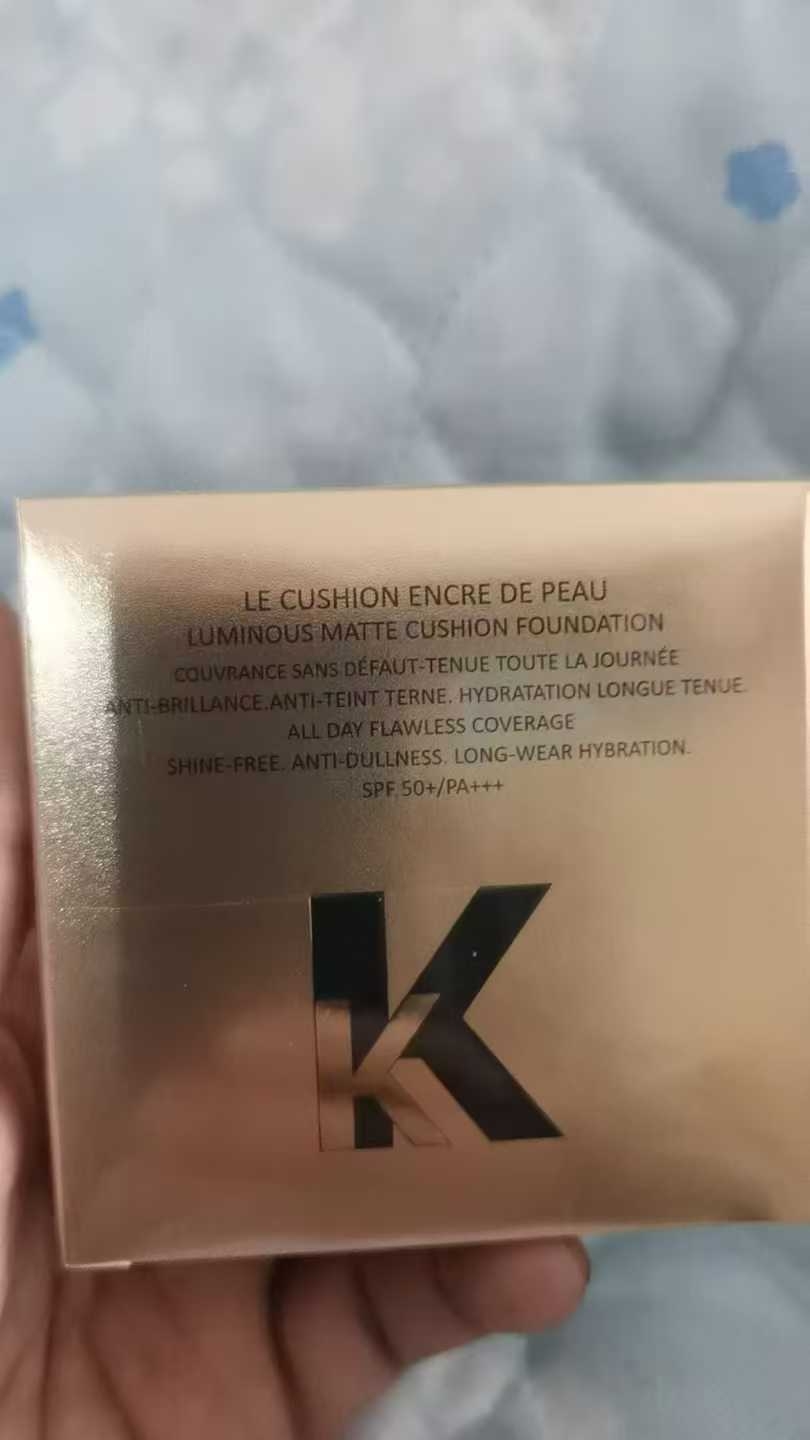 LE CUSHION ENCRE DE PEAU
LUMINOUS MATTE CUSHION FOUNDATION
COUVRANCE SANS DÉFAUT-TENUE TOUTE LA JOURNÉE
ANTI-BRILLANCE.ANTI-TEINT TERNE. HYDRATATION LONGUE TENUE.
ALL DAY FLAWLESS COVERAGE
SHINE-FREE. ANTI-DULLNESS. LONG-WEAR HYBRATION.
SPF 50+/PA+++
K
K